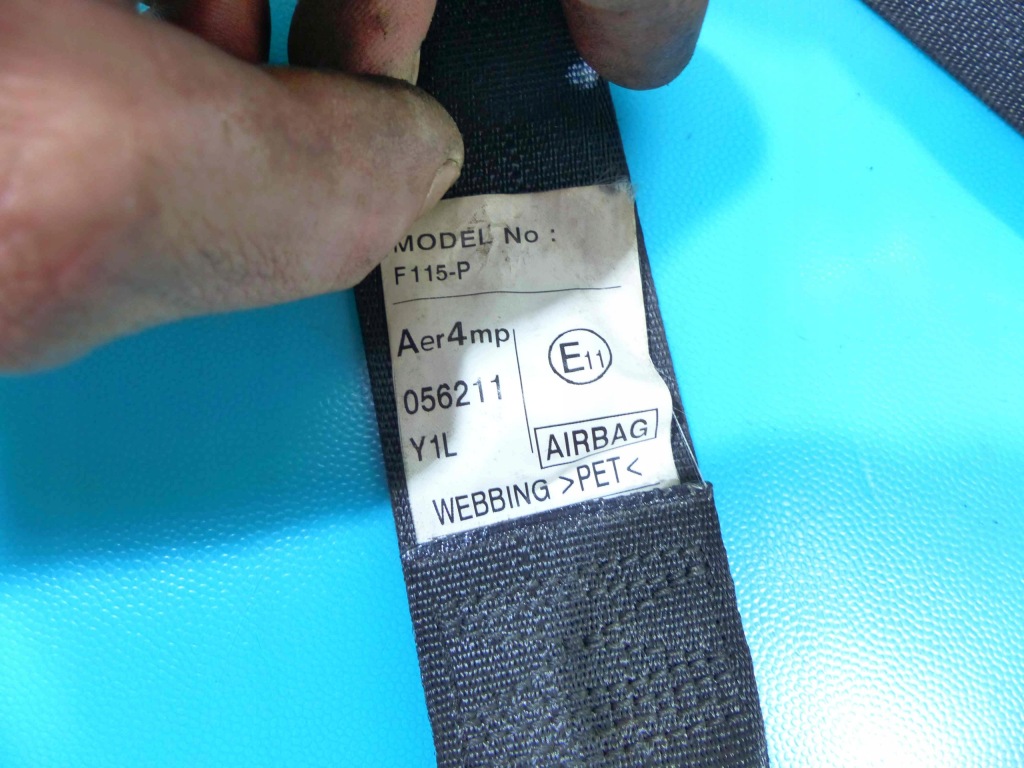 MODEL No :
F115-P
Aer4mp
E11
056211
Y1L
AIRBAG
WEBBING >PET<